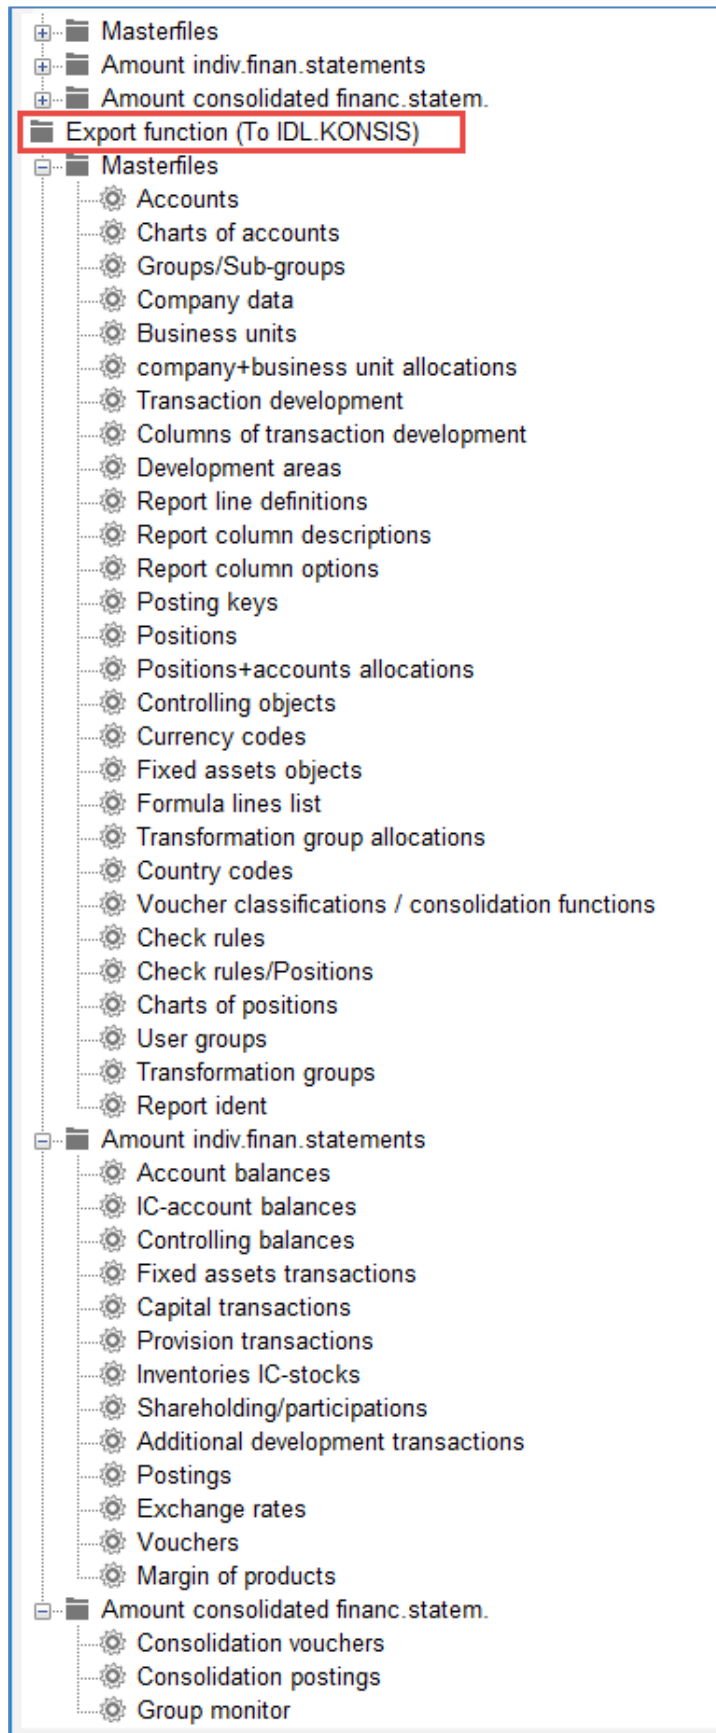 Masterfiles
Amount indiv.finan.statements
Amount consolidated financ.statem.
Export function (To IDL.KONSIS)
Masterfiles
Accounts
Charts of accounts
Groups/Sub-groups
Company data
Business units
company+business unit allocations
Transaction development
Columns of transaction development
Development areas
Report line definitions
Report column descriptions
Report column options
Posting keys
Positions
Positions+accounts allocations
Controlling objects
Currency codes
Fixed assets objects
Formula lines list
Transformation group allocations
Country codes
Voucher classifications / consolidation functions
Check rules
Check rules/Positions
Charts of positions
User groups
Transformation groups
Report ident
Amount indiv.finan.statements
Account balances
IC-account balances
Controlling balances
Fixed assets transactions
Capital transactions
Provision transactions
Inventories IC-stocks
Shareholding/participations
Additional development transactions
Postings
Exchange rates
Vouchers
Margin of products
Amount consolidated financ.statem.
Consolidation vouchers
Consolidation postings
Group monitor